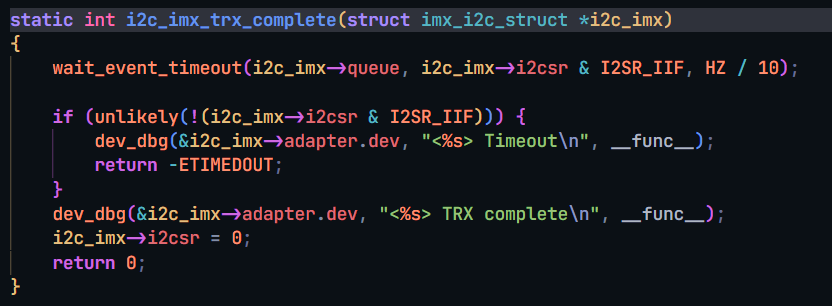 static int i2c_imx_trx_complete(struct imx_i2c_struct *i2c_imx)
{
    wait_event_timeout(i2c_imx->queue, i2c_imx->i2csr & I2SR_IIF, HZ / 10);

    if (unlikely(!(i2c_imx->i2csr & I2SR_IIF))) {
        dev_dbg(&i2c_imx->adapter.dev, "<%s> Timeout\n", __func__);
        return -ETIMEDOUT;
    }
    dev_dbg(&i2c_imx->adapter.dev, "<%s> TRX complete\n", __func__);
    i2c_imx->i2csr = 0;
    return 0;
}